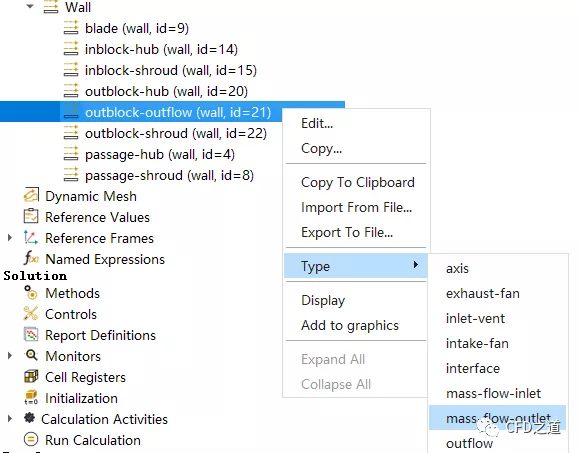 Wall
blade (wall, id=9)
inblock-hub (wall, id=14)
inblock-shroud (wall, id=15)
outblock-hub (wall, id=20)
outblock-outflow (wall, id=21)
outblock-shroud (wall, id=22)
passage-hub (wall, id=4)
passage-shroud (wall, id=8)
Dynamic Mesh
Reference Values
Reference Frames
Named Expressions
Solution
Methods
Controls
Report Definitions
Monitors
Cell Registers
Initialization
Calculation Activities
Run Calculation
Edit...
Copy...
Copy To Clipboard
Import From File...
Export To File...
Type
Display
Add to graphics
Expand All
Collapse All
axis
exhaust-fan
inlet-vent
intake-fan
interface
mass-flow-inlet
mass-flow-outlet
outflow
CFD之道